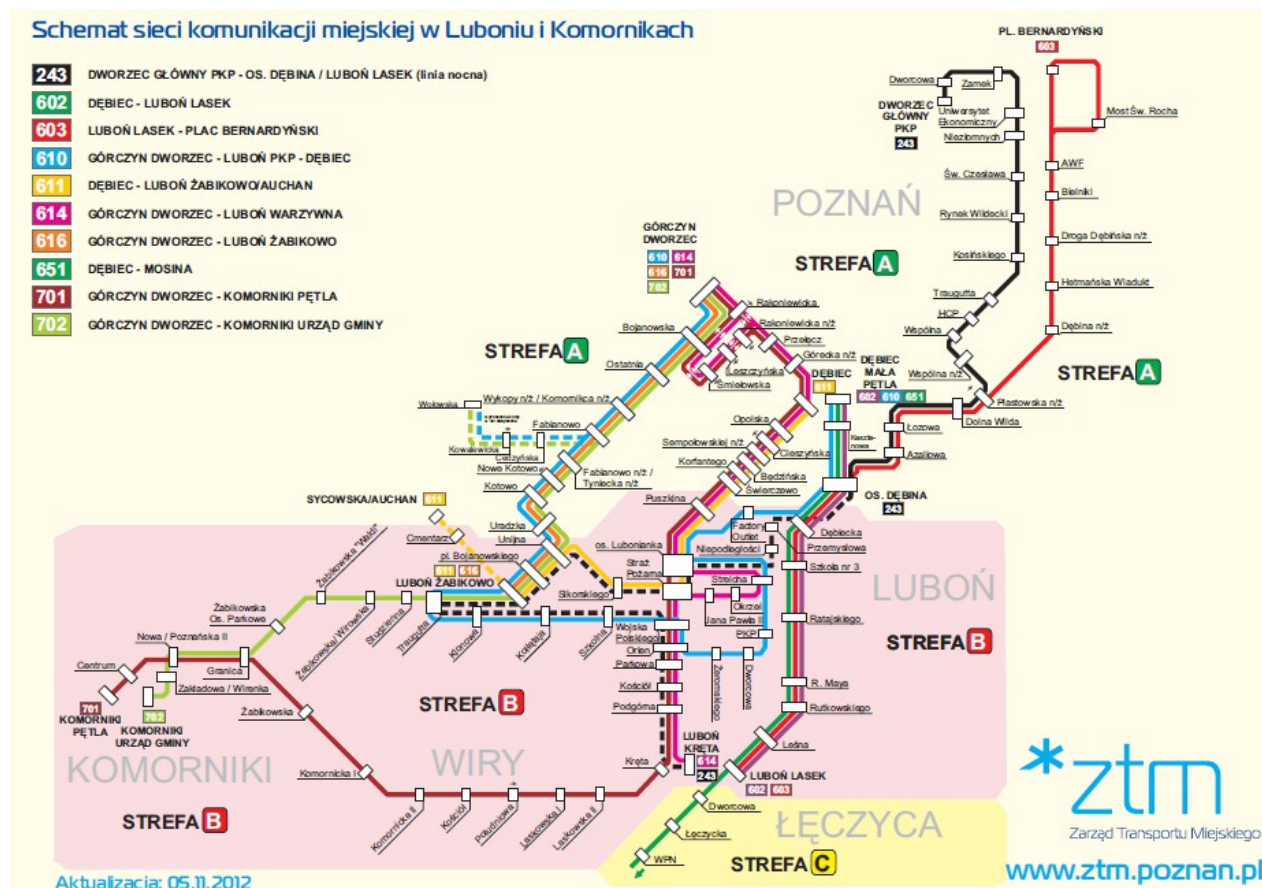 Schemat sieci komunikacji miejskiej w Luboniu i Komornikach
243 DWORZEC GŁÓWNY PKP - OS. DĘBINA / LUBOŃ LASEK (linia nocna)
602 DĘBIEC - LUBOŃ LASEK
603 LUBOŃ LASEK - PLAC BERNARDYŃSKI
610 GÓRCZYN DWORZEC - LUBOŃ PKP - DĘBIEC
611 DĘBIEC - LUBOŃ ŻABIKOWO/AUCHAN
614 GÓRCZYN DWORZEC - LUBOŃ WARZYWNA
616 GÓRCZYN DWORZEC - LUBOŃ ŻABIKOWO
651 DĘBIEC - MOSINA
701 GÓRCZYN DWORZEC - KOMORNIKI PĘTLA
702 GÓRCZYN DWORZEC - KOMORNIKI URZĄD GMINY
PL. BERNARDYŃSKI
603
Dworcowa
Zamek
DWORZEC
GŁÓWNY
PKP
243
Uniwersytet
Ekonomiczny
Niezłomnych
Most Św. Rocha
AWF
Św. Czesława
Bielniki
POZNAŃ
Rynek Wildecki
Droga Dębińska n/ż
Kosińskiego
STREFA A
Hetmańska Wiadukt
Traugutta
HCP
Wspólna
Dębina n/ż
Wspólna n/ż
STREFA A
Piastowska n/ż
Dolna Wilda
Łozowa
Azaliowa
GÓRCZYN
DWORZEC
610 614
616 701
702
Rakoniewicka
Rakoniewicka n/ż
Bojanowska
Przełęcz
Górecka n/ż
STREFA A
Ostatnia
Leszczyńska
Śmiełowska
DĘBIEC
611
DĘBIEC
MAŁA
PĘTLA
602 610 651
Wołowska
Wykopy n/ż / Komornicka n/ż
Fabianowo
Kowalewicka
Cedzyńska
Nowe Kotowo
Fabianowo n/ż /
Tyniecka n/ż
Kotowo
Opolska
Sempołowskiej n/ż
Cieszyńska
Korfantego
Będzińska
Świerczewo
Puszkina
OS. DĘBINA
243
SYCOWSKA/AUCHAN 611
Cmentarz
Uradzka
Unijna
pl. Bojanowskiego
611 616
LUBOŃ ŻABIKOWO
os. Lubonianka
Straż
Pożarna
Sikorskiego
Factory
Outlet
Niepodległości
Dębiecka
Przemysłowa
Szkoła nr 3
LUBOŃ
Streicha
Okrzei
Jana Pawła II
PKP
Ratajskiego
STREFA B
R. Maya
Rutkowskiego
Leśna
Żabikowska "Waldi"
Żabikowska
Os. Parkowe
Żabikowska/ Wirowska
Studzienna
Traugutta
Klonowa
Kołłątaja
Szkolna
Wojska
Polskiego
Orlen
Parkowa
Kościół
Podgórna
Żeromskiego
Dworcowa
Nowa / Poznańska II
Centrum
Granica
Zakładowa / Wirenka
701
KOMORNIKI
PĘTLA
702
KOMORNIKI
URZĄD GMINY
Żabikowska
STREFA B
KOMORNIKI
WIRY
STREFA B
Komornicka I
Komornicka II
Kościół
Południowa
Laskowska I
Laskowska II
Kręta
LUBOŃ
KRĘTA
614
243
LUBOŃ LASEK
602 603
Dworcowa
Łęczycka
WPN
ŁĘCZYCA
STREFA C
ztm
Zarząd Transportu Miejskiego
www.ztm.poznan.pl
Aktualizacja: 05.11.2012